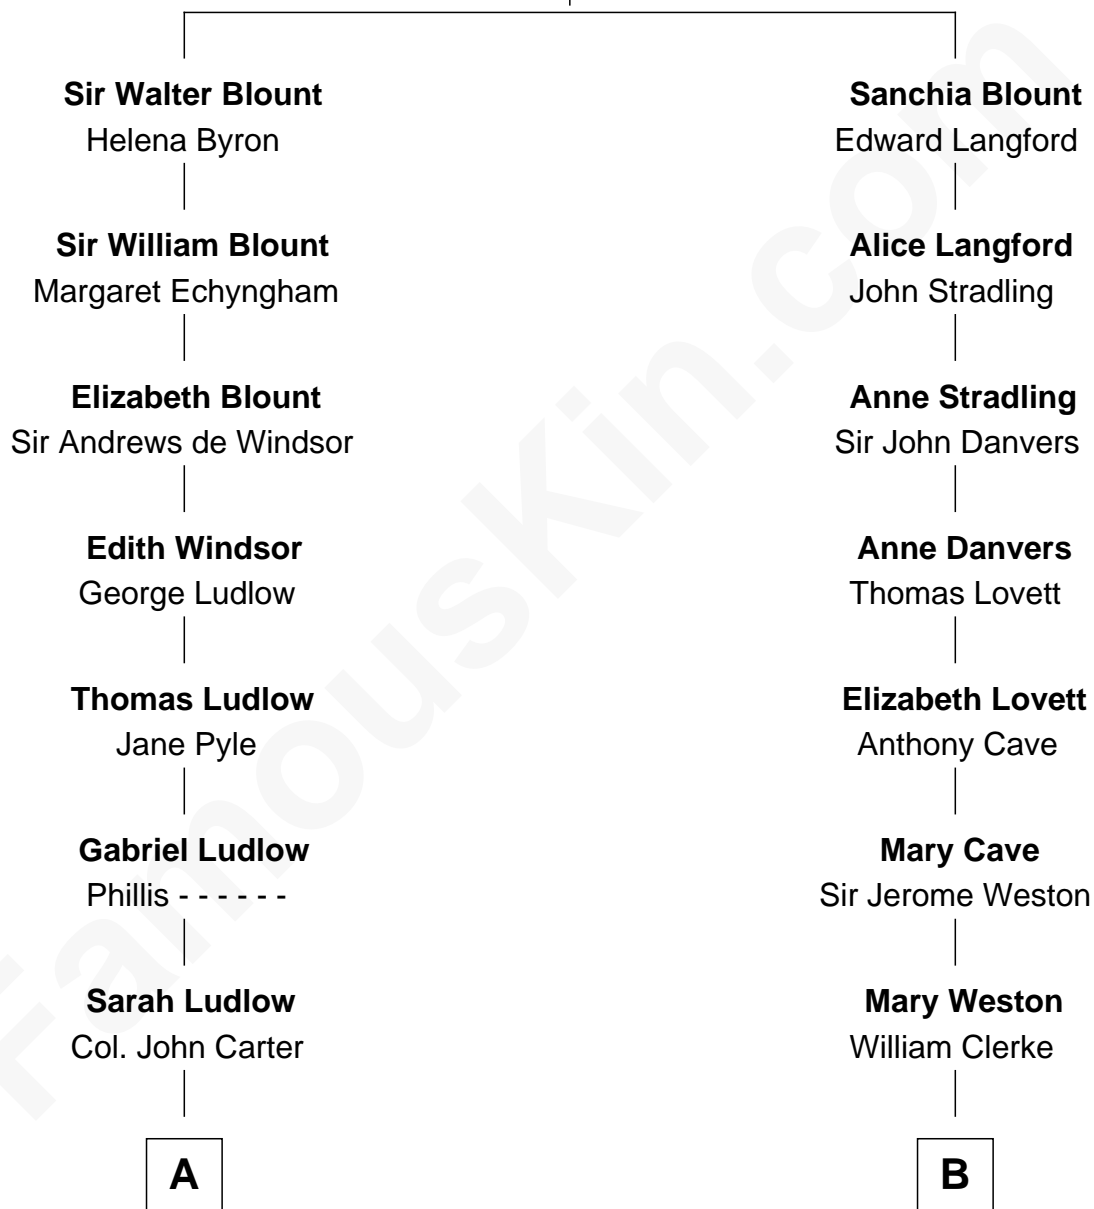 Sir Walter Blount
Helena Byron
Sir William Blount
Margaret Echyngham
Elizabeth Blount
Sir Andrews de Windsor
Edith Windsor
George Ludlow
Thomas Ludlow
Jane Pyle
Gabriel Ludlow
Phillis - - - - - -
Sarah Ludlow
Col. John Carter
A
Sanchia Blount
Edward Langford
Alice Langford
John Stradling
Anne Stradling
Sir John Danvers
Anne Danvers
Thomas Lovett
Elizabeth Lovett
Anthony Cave
Mary Cave
Sir Jerome Weston
Mary Weston
William Clerke
B
FamousKin.com